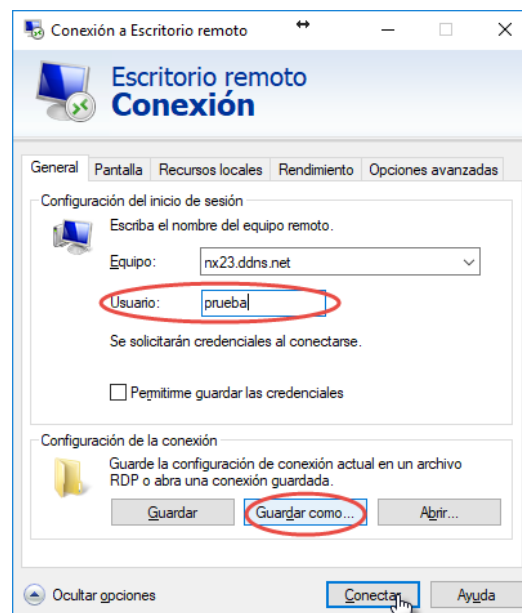 Conexión a Escritorio remoto
Escritorio remoto
Conexión
General Pantalla Recursos locales Rendimiento Opciones avanzadas
Configuración del inicio de sesión
Escriba el nombre del equipo remoto.
Equipo: nx23.ddns.net
Usuario: prueba
Se solicitarán credenciales al conectarse.
Permitirme guardar las credenciales
Configuración de la conexión
Guarde la configuración de conexión actual en un archivo
RDP o abra una conexión guardada.
Guardar Guardar como... Abrir...
Ocultar opciones Conectar Ayuda